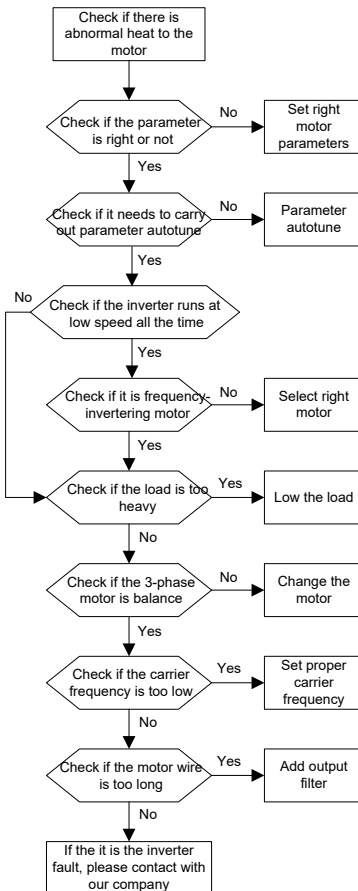 Check if there is
abnormal heat to the
motor
Check if the parameter
is right or not
No
Set right
motor
parameters
Yes
Check if it needs to carry
out parameter autotune
No
Parameter
autotune
Yes
No
Check if the inverter runs at
low speed all the time
Yes
Check if it is frequency-
invertering motor
No
Select right
motor
Yes
Check if the load is too
heavy
Yes
Low the load
No
Check if the 3-phase
motor is balance
No
Change the
motor
Yes
Check if the carrier
frequency is too low
Yes
Set proper
carrier
frequency
No
Check if the motor wire
is too long
Yes
Add output
filter
No
If the it is the inverter
fault, please contact with
our company